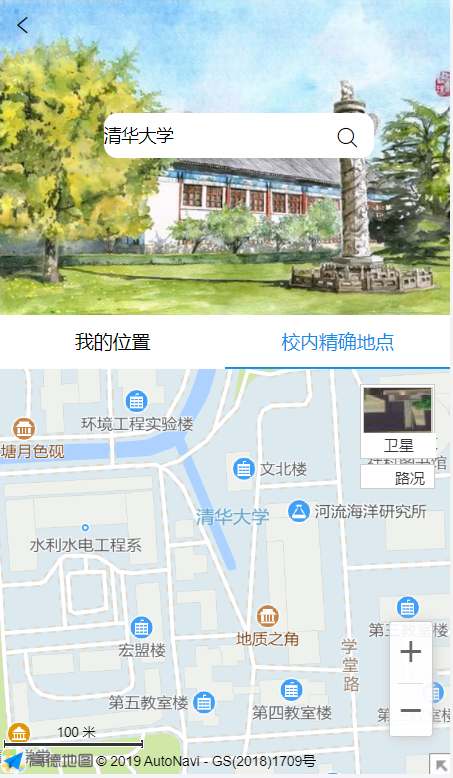 清华大学
我的位置
校内精确地点
环境工程实验楼
塘月色砚
卫星
路况
文北楼
清华大学
河流海洋研究所
水利水电工程系
地质之角
宏盟楼
学堂路
第五教室楼
第四教室楼
100 米
高德地图 © 2019 AutoNavi - GS(2018)1709号